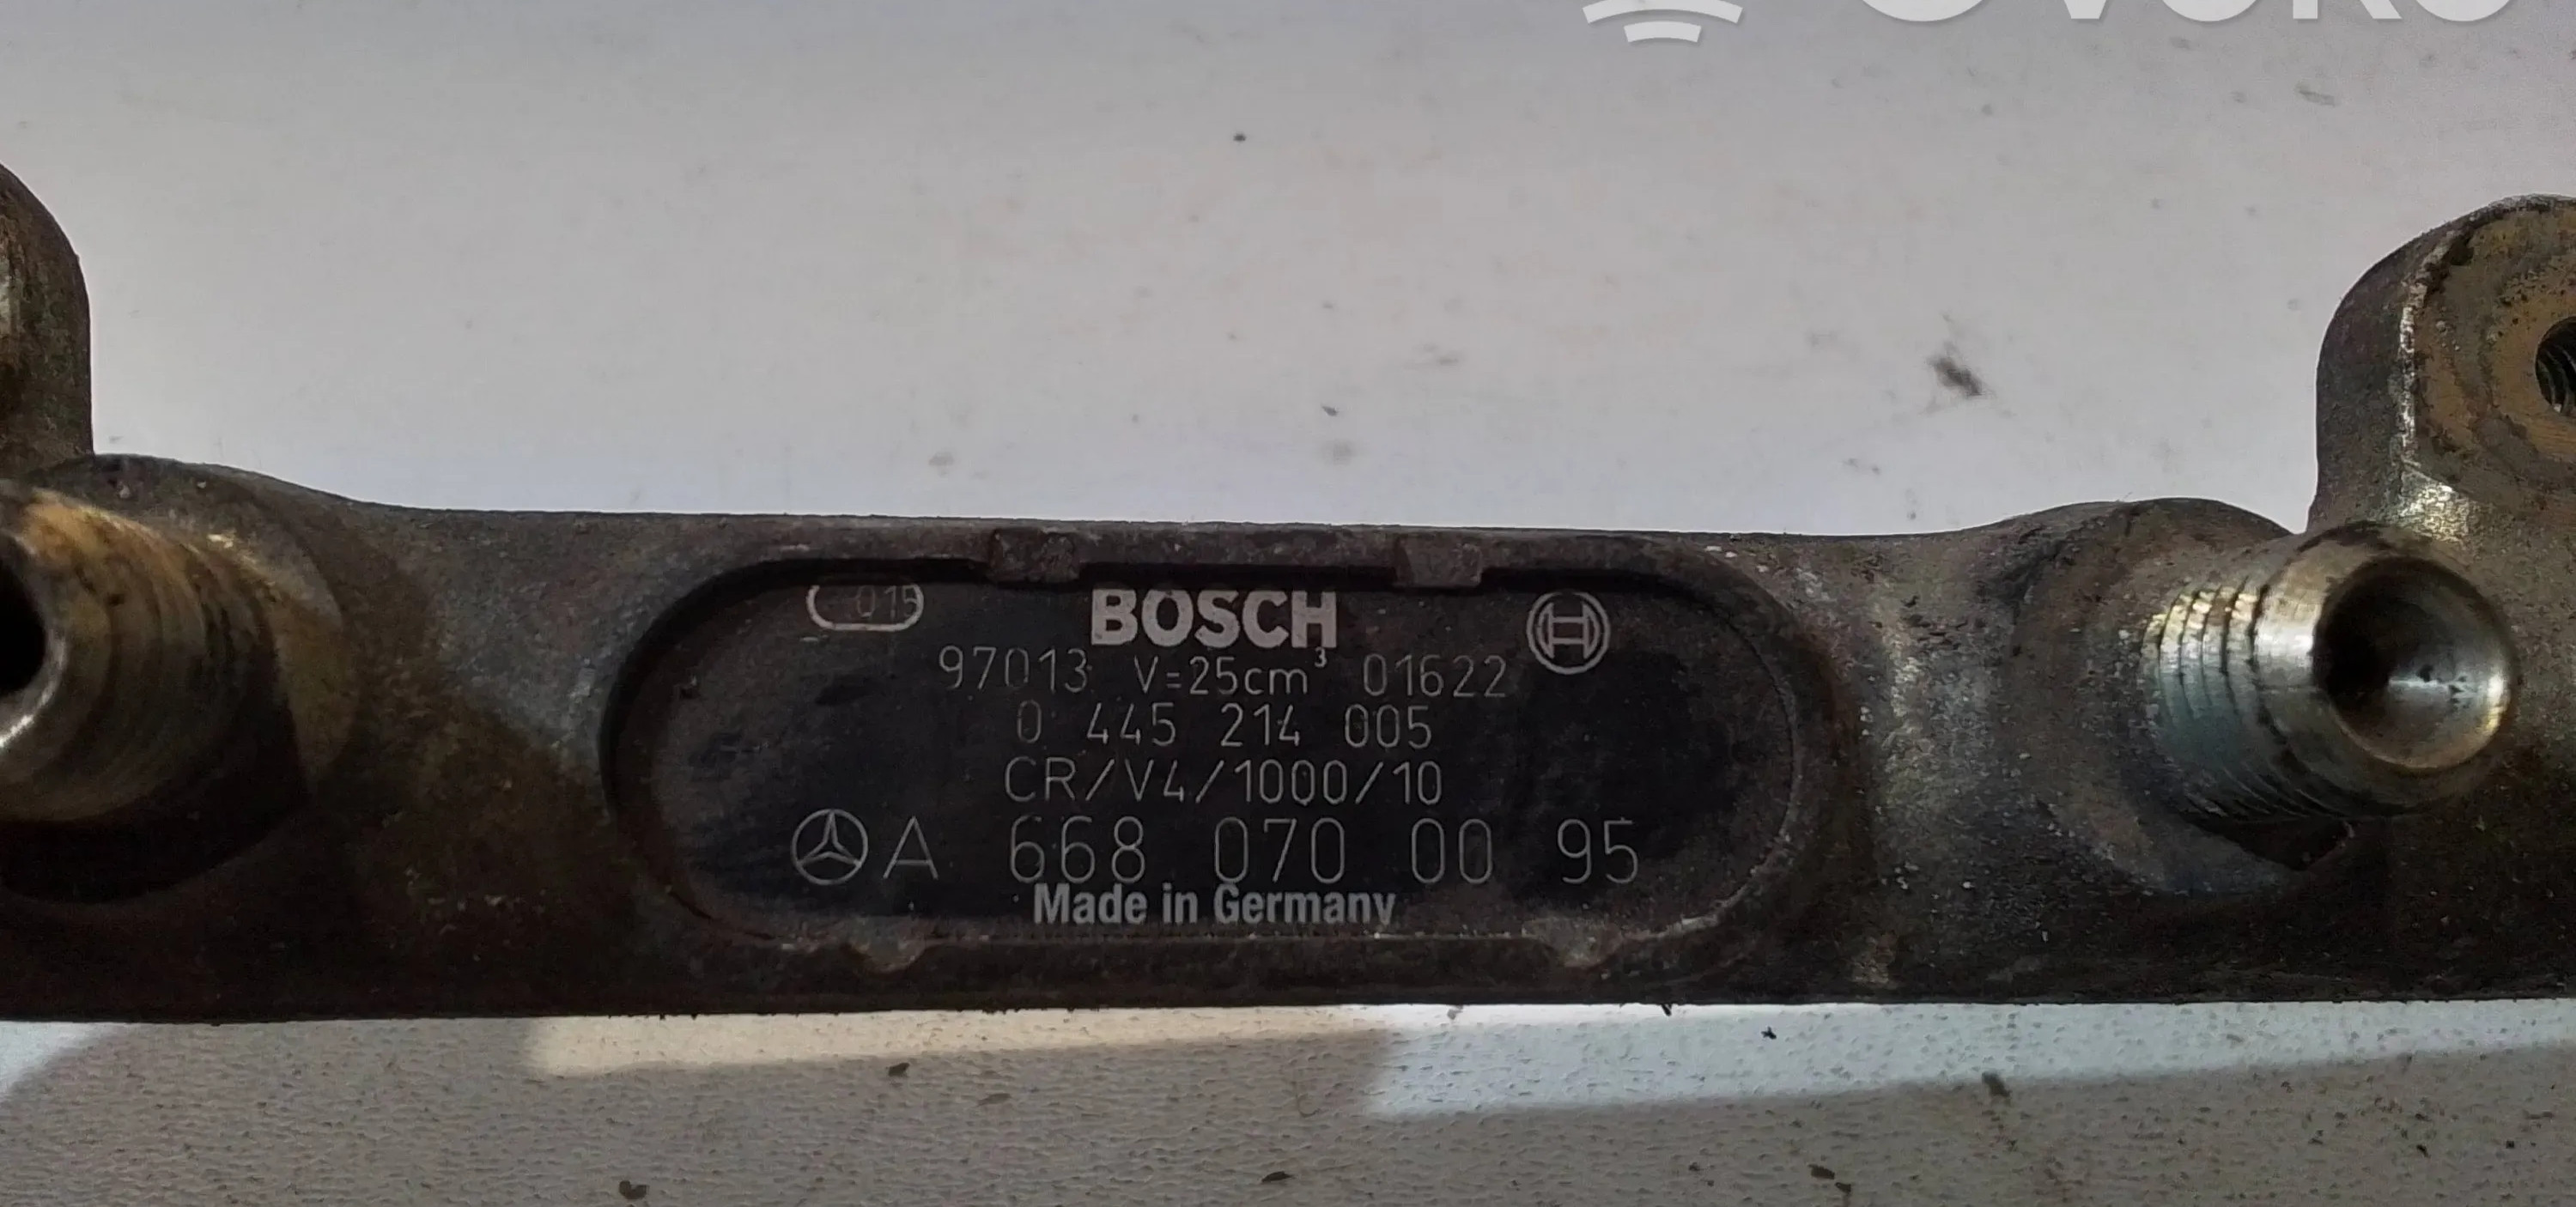 015
BOSCH
97013 V=25cm³ 01622
0 445 214 005
CR/V4/1000/10
A 668 070 00 95
Made in Germany